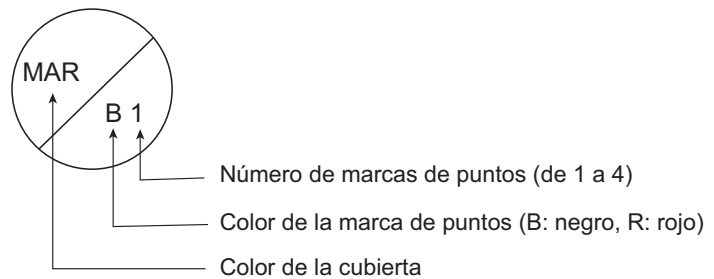 MAR
B 1
Número de marcas de puntos (de 1 a 4)
Color de la marca de puntos (B: negro, R: rojo)
Color de la cubierta